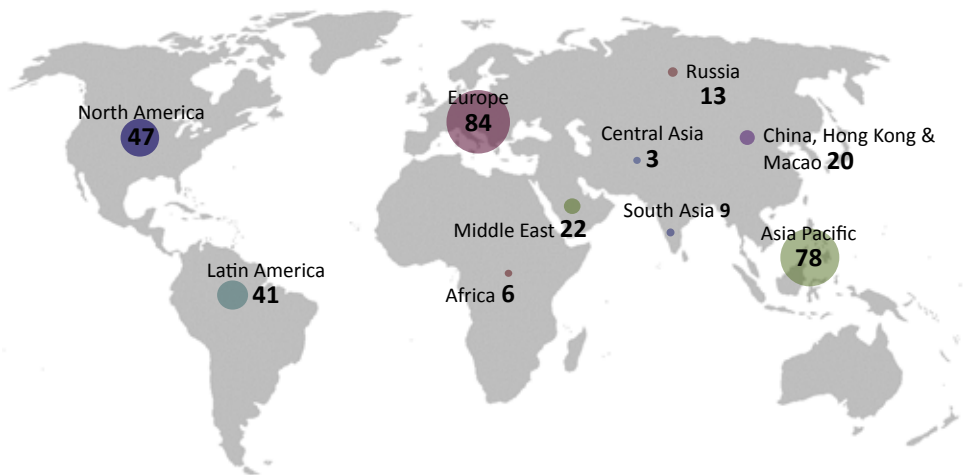 Russia
13
Europe
84
North America
47
Central Asia
3
China, Hong Kong &
Macao 20
South Asia 9
Middle East 22
Asia Pacific
78
Latin America
41
Africa 6